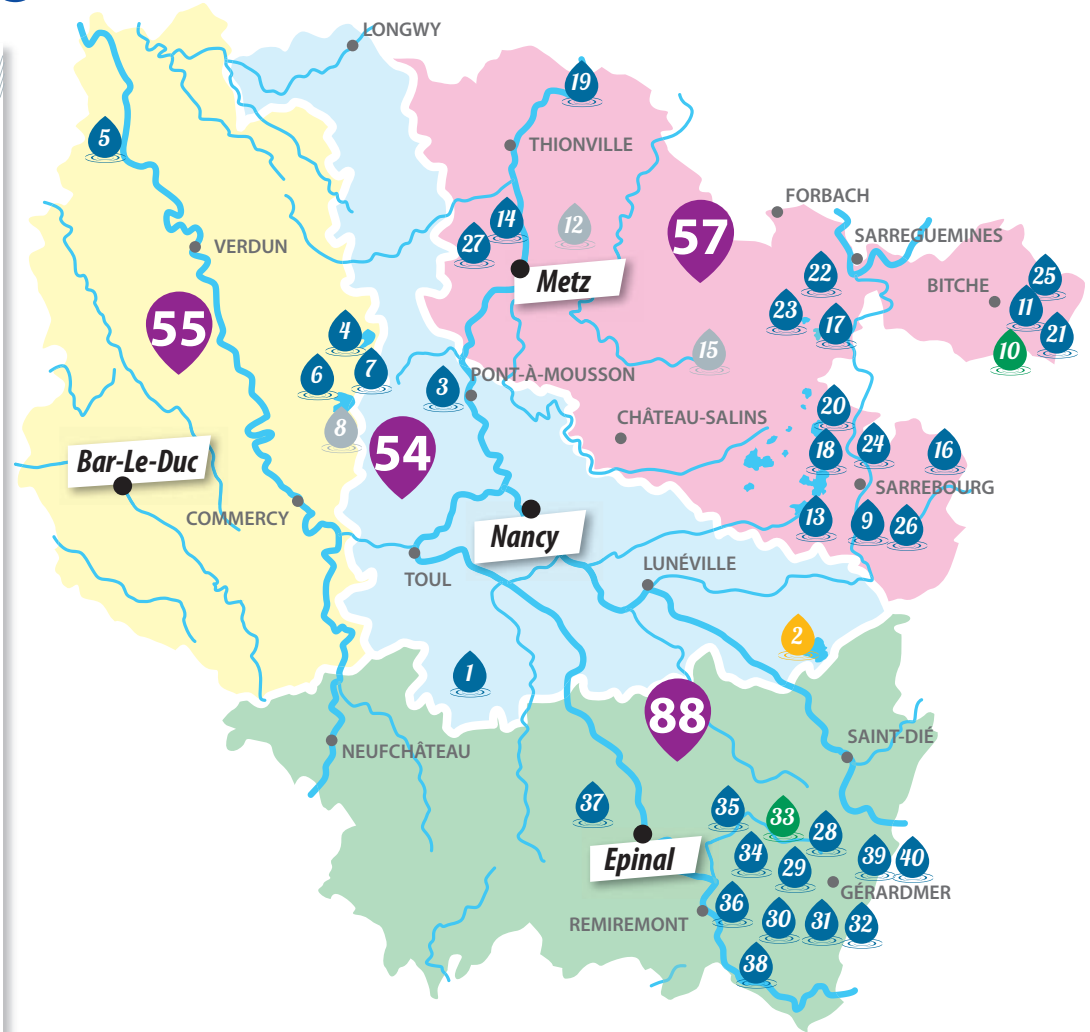 LONGWY
19
5
THIONVILLE
FORBACH
14
12
57
27
VERDUN
SARREGUEMINES
Metz
22
25
BITCHE
11
23
17
21
55
4
15
10
6
7
3
PONT-À-MOUSSON
20
CHÂTEAU-SALINS
8
54
18
24
16
Bar-Le-Duc
SARREBOURG
COMMERCY
13
9
26
Nancy
TOUL
LUNÉVILLE
2
1
88
SAINT-DIÉ
NEUFCHÂTEAU
37
35
33
28
Epinal
34
29
39
40
GÉRARDMER
36
REMIREMONT
30
31
32
38